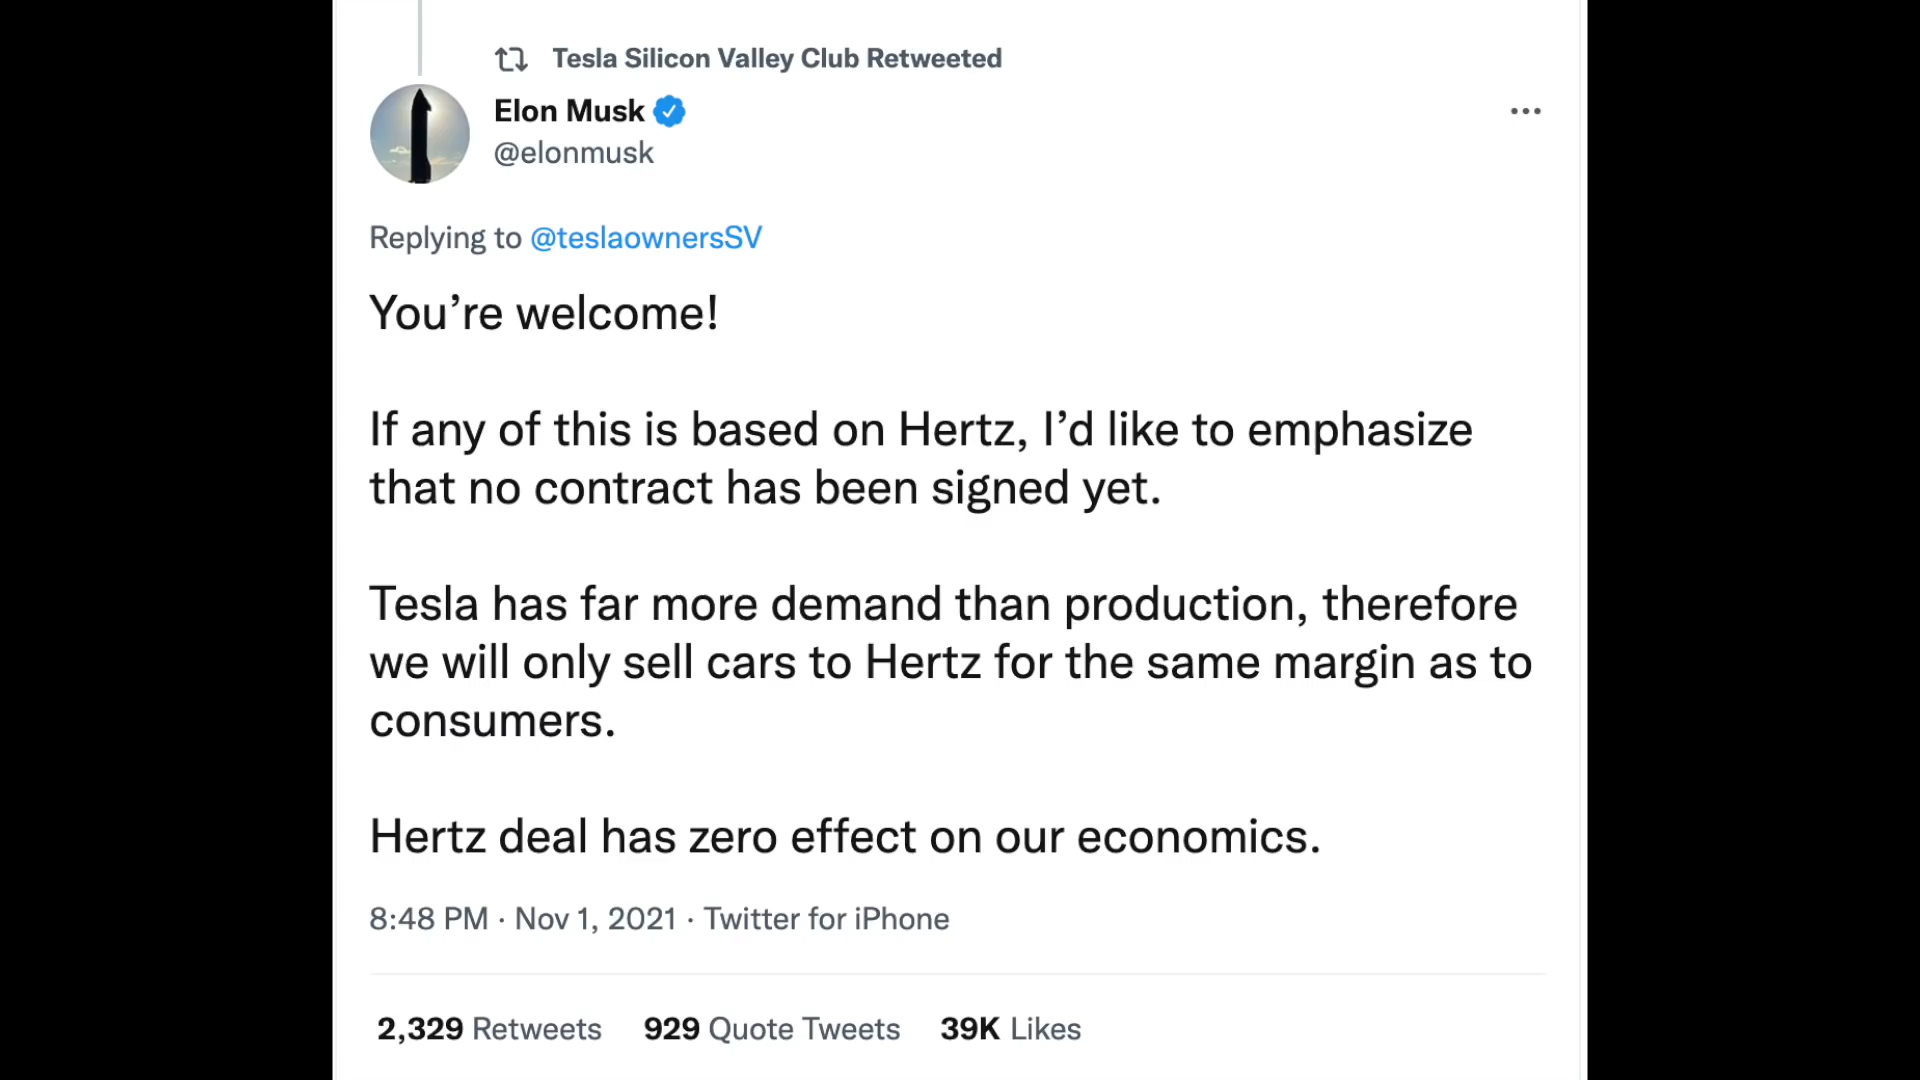 Tesla Silicon Valley Club Retweeted
Elon Musk
@elonmusk
Replying to @teslaownersSV
You’re welcome!
If any of this is based on Hertz, I’d like to emphasize
that no contract has been signed yet.
Tesla has far more demand than production, therefore
we will only sell cars to Hertz for the same margin as to
consumers.
Hertz deal has zero effect on our economics.
8:48 PM · Nov 1, 2021 · Twitter for iPhone
2,329 Retweets 929 Quote Tweets 39K Likes